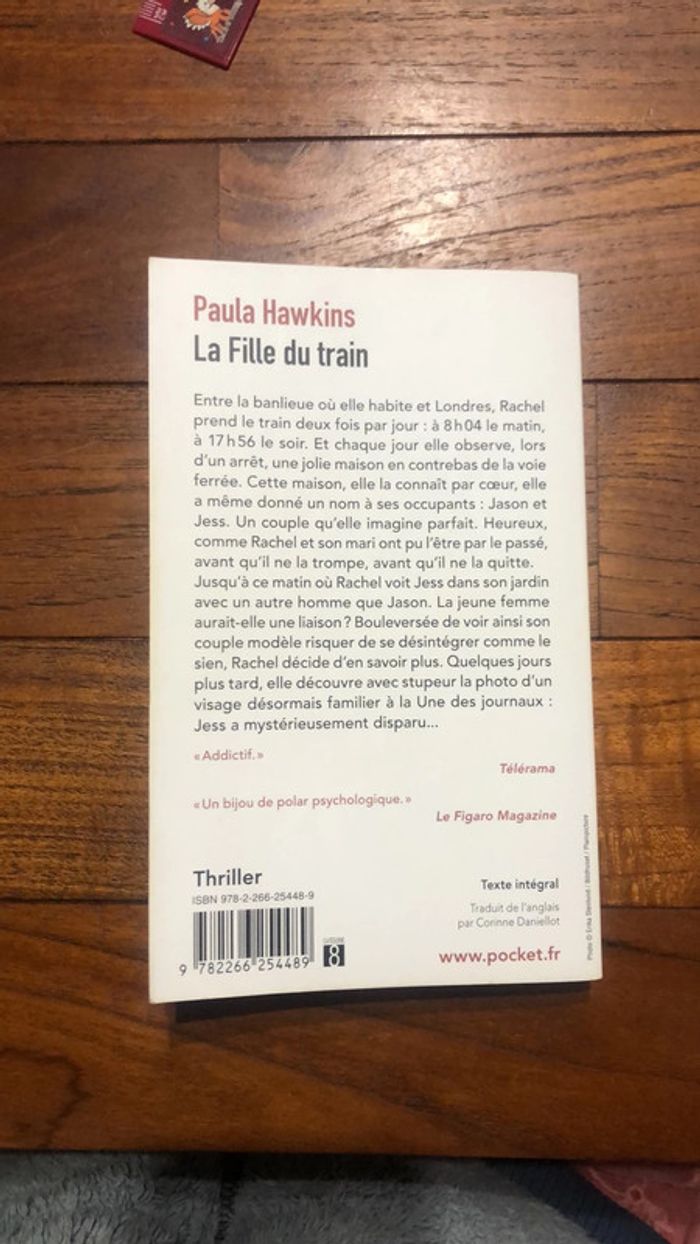 Paula Hawkins
La Fille du train
Entre la banlieue où elle habite et Londres, Rachel
prend le train deux fois par jour : à 8h04 le matin,
à 17h56 le soir. Et chaque jour elle observe, lors
d'un arrêt, une jolie maison en contrebas de la voie
ferrée. Cette maison, elle la connaît par cœur, elle
a même donné un nom à ses occupants : Jason et
Jess. Un couple qu'elle imagine parfait. Heureux,
comme Rachel et son mari ont pu l'être par le passé,
avant qu'il ne la trompe, avant qu'il ne la quitte.
Jusqu'à ce matin où Rachel voit Jess dans son jardin
avec un autre homme que Jason. La jeune femme
aurait-elle une liaison ? Bouleversée de voir ainsi son
couple modèle risquer de se désintégrer comme le
sien, Rachel décide d'en savoir plus. Quelques jours
plus tard, elle découvre avec stupeur la photo d'un
visage désormais familier à la Une des journaux :
Jess a mystérieusement disparu...
« Addictif. »
Télérama
« Un bijou de polar psychologique. »
Le Figaro Magazine
Thriller
ISBN 978-2-266-25448-9
9 782266 254489
8
Texte intégral
Traduit de l'anglais
par Corinne Daniellot
www.pocket.fr